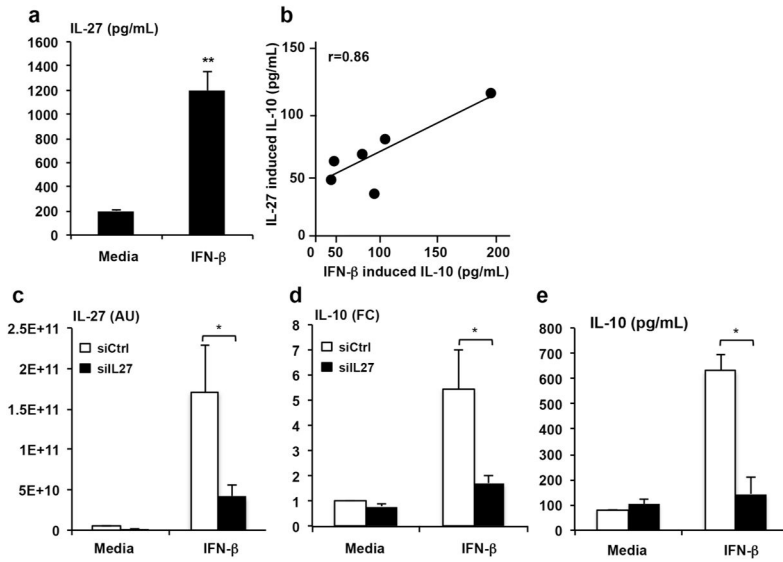 a
IL-27 (pg/mL)
1600
1400
1200
1000
800
600
400
200
0
**
Media
IFN-β
b
IL-27 induced IL-10 (pg/mL)
150
100
50
0
r=0.86
0
50
100
150
200
IFN-β induced IL-10 (pg/mL)
c
IL-27 (AU)
2.5E+11
2E+11
1.5E+11
1E+11
5E+10
0
siCtrl
siIL27
*
Media
IFN-β
d
IL-10 (FC)
8
7
6
5
4
3
2
1
0
siCtrl
siIL27
*
Media
IFN-β
e
IL-10 (pg/mL)
800
700
600
500
400
300
200
100
0
*
Media
IFN-β